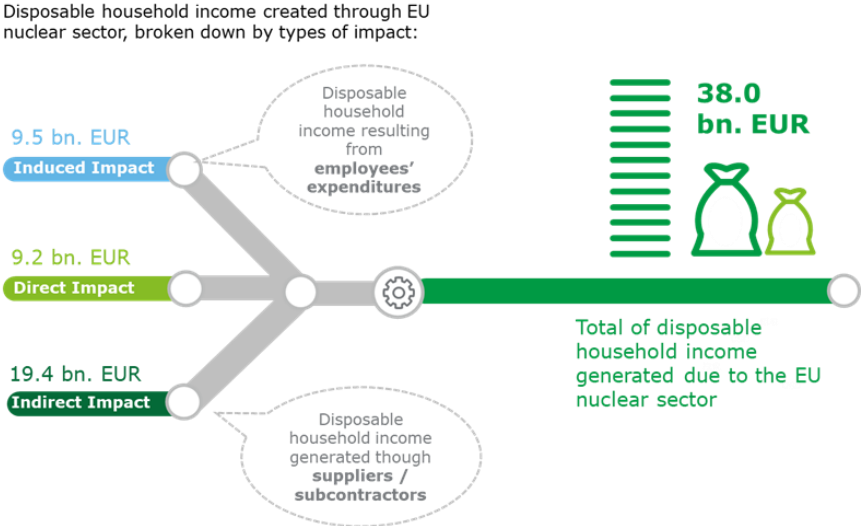 Disposable household income created through EU
nuclear sector, broken down by types of impact:
9.5 bn. EUR
Induced Impact
Disposable
household
income resulting
from
employees’
expenditures
38.0
bn. EUR
9.2 bn. EUR
Direct Impact
Total of disposable
household income
generated due to the EU
nuclear sector
19.4 bn. EUR
Indirect Impact
Disposable
household income
generated though
suppliers /
subcontractors